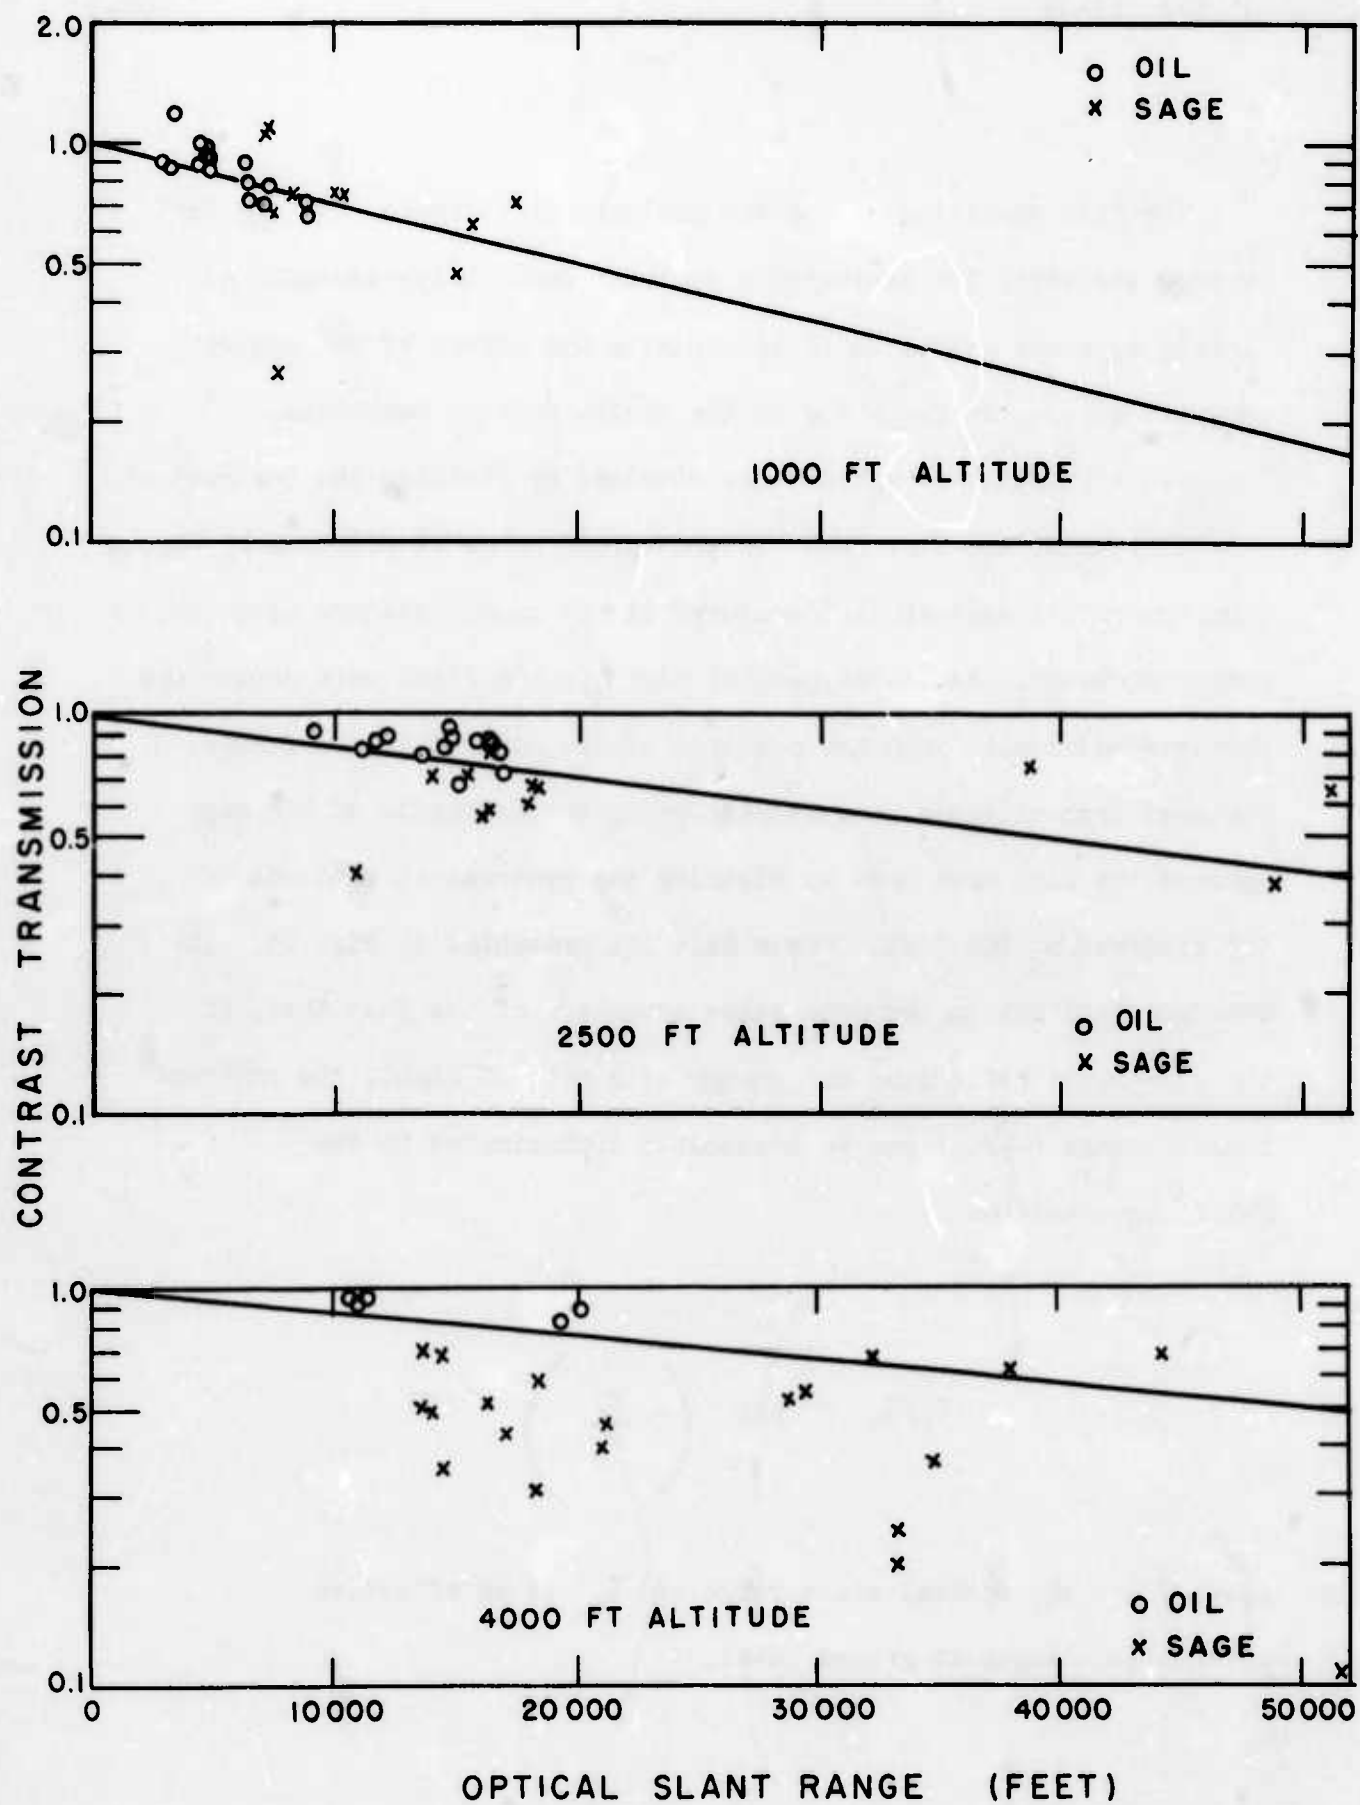 2.0
O OIL
x SAGE
1.0
0.5
1000 FT ALTITUDE
0.1
CONTRAST TRANSMISSION
1.0
0.5
2500 FT ALTITUDE
O OIL
x SAGE
0.1
1.0
0.5
4000 FT ALTITUDE
O OIL
x SAGE
0.1
0 10000 20000 30000 40000 50000
OPTICAL SLANT RANGE (FEET)